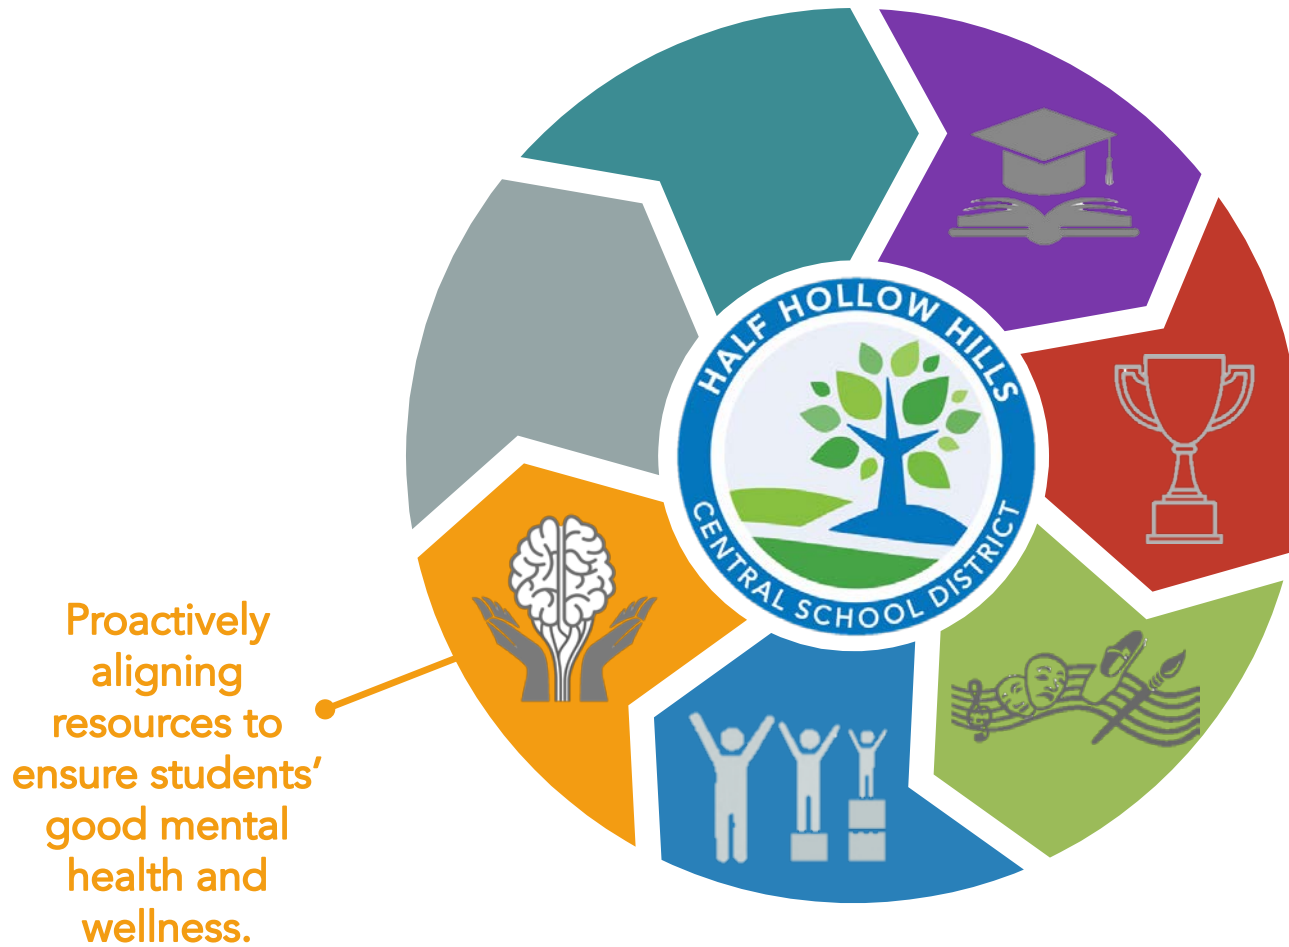 HALF HOLLOW HILLS
CENTRAL SCHOOL DISTRICT
Proactively
aligning
resources to
ensure students’
good mental
health and
wellness.